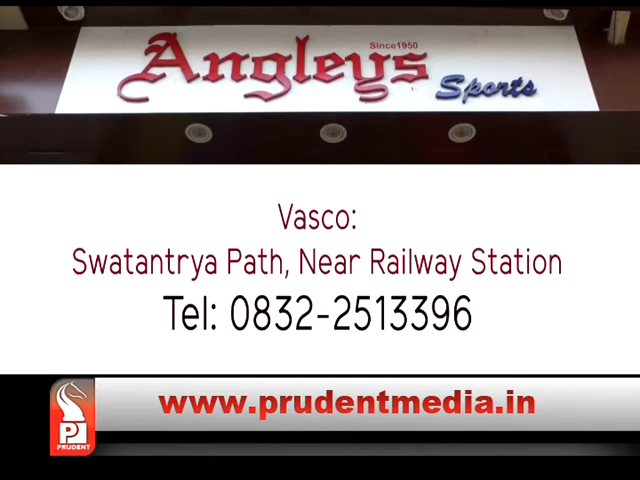 Since1950
Angleys
Sports
Vasco:
Swatantrya Path, Near Railway Station
Tel: 0832-2513396
www.prudentmedia.in
P
PRUDENT